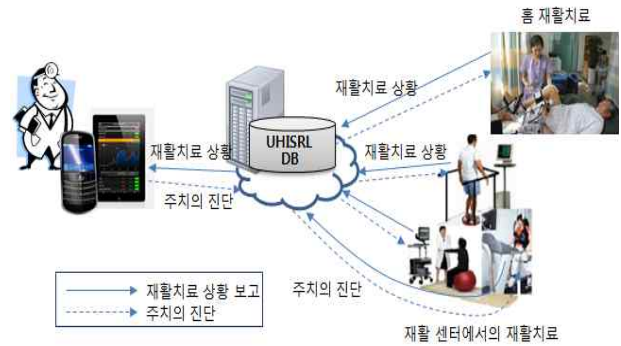 홈 재활치료
재활치료 상황
UHISRL
DB
재활치료 상황
재활치료 상황
주치의 진단
주치의 진단
재활치료 상황 보고
주치의 진단
재활 센터에서의 재활치료